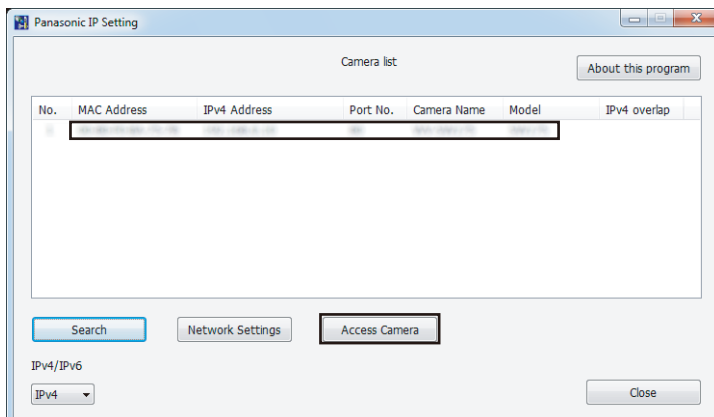 Panasonic IP Setting
Camera list
About this program
No. MAC Address IPv4 Address Port No. Camera Name Model IPv4 overlap
Search Network Settings Access Camera
IPv4/IPv6
IPv4 Close